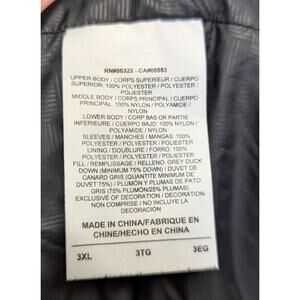 RN#56323 - CA#05553
UPPER BODY / CORPS SUPERIEUR / CUERPO
SUPERIOR: 100% POLYESTER / POLYESTER /
POLIESTER
MIDDLE BODY / CORPS PRINCIPAL / CUERPO
PRINCIPAL: 100% NYLON / POLYAMIDE /
NYLON
LOWER BODY / CORP BAS OR PARTIE
INFERIEURE / CUERPO BAJO: 100% NYLON /
POLYAMIDE / NYLON
SLEEVES / MANCHES / MANGAS: 100%
POLYESTER / POLYESTER / POLIESTER
LINING / DOUBLURE / FORRO: 100%
POLYESTER / POLYESTER / POLIESTER
FILL / REMPLISSAGE / RELLENO: GREY DUCK
DOWN (MINIMUM 75% DOWN) / DUVET DE
CANARD GRIS (QUANTITE MINIMUM DE
DUVET 75%) / PLUMÓN Y PLUMAS DE PATO
GRIS (75% PLUMÓN/25% PLUMAS)
EXCLUSIVE OF DECORATION / DECORATION
NON COMPRISE / NO INCLUYE LA
DECORACION
MADE IN CHINA/FABRIQUE EN
CHINE/HECHO EN CHINA
3XL 3TG 3EG